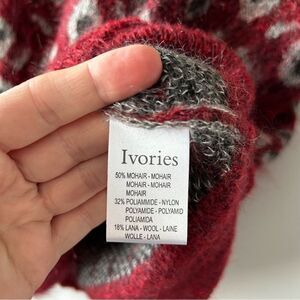 Ivories
50% MOHAIR - MOHAIR
MOHAIR - MOHAIR
MOHAIR
32% POLIAMMIDE - NYLON
POLYAMIDE - POLYAMID
POLIAMIDA
18% LANA - WOOL - LAINE
WOLLE - LANA